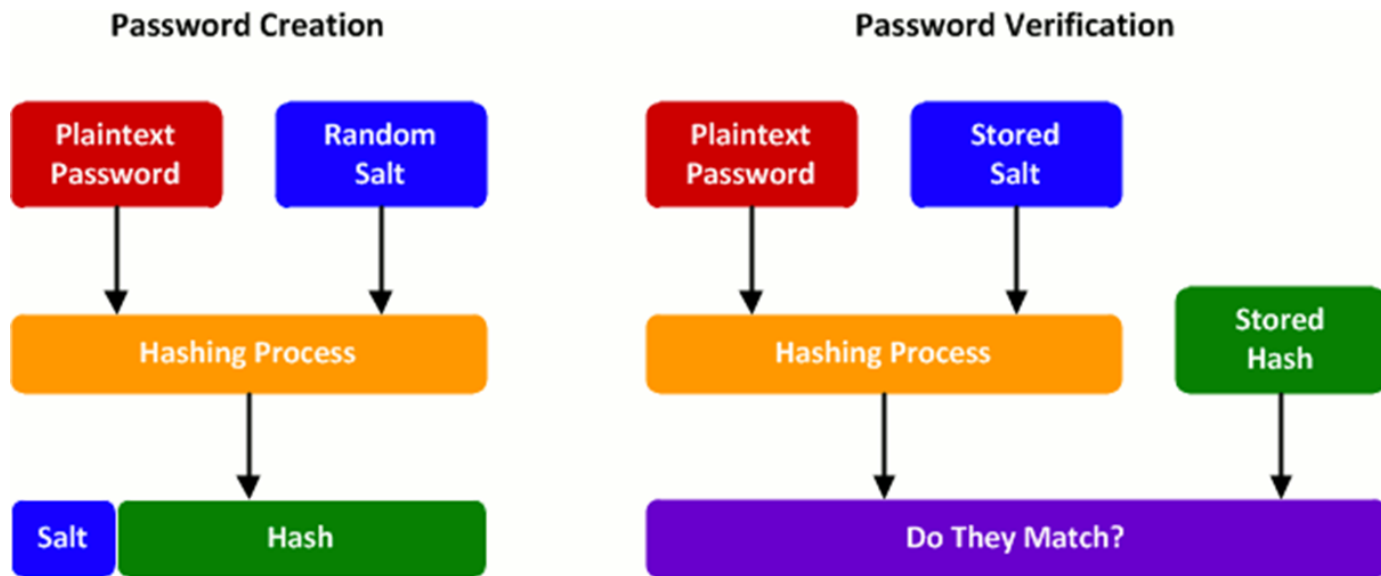 Password Creation
Password Verification
Plaintext
Password
Random
Salt
Plaintext
Password
Stored
Salt
Hashing Process
Hashing Process
Stored
Hash
Salt
Hash
Do They Match?